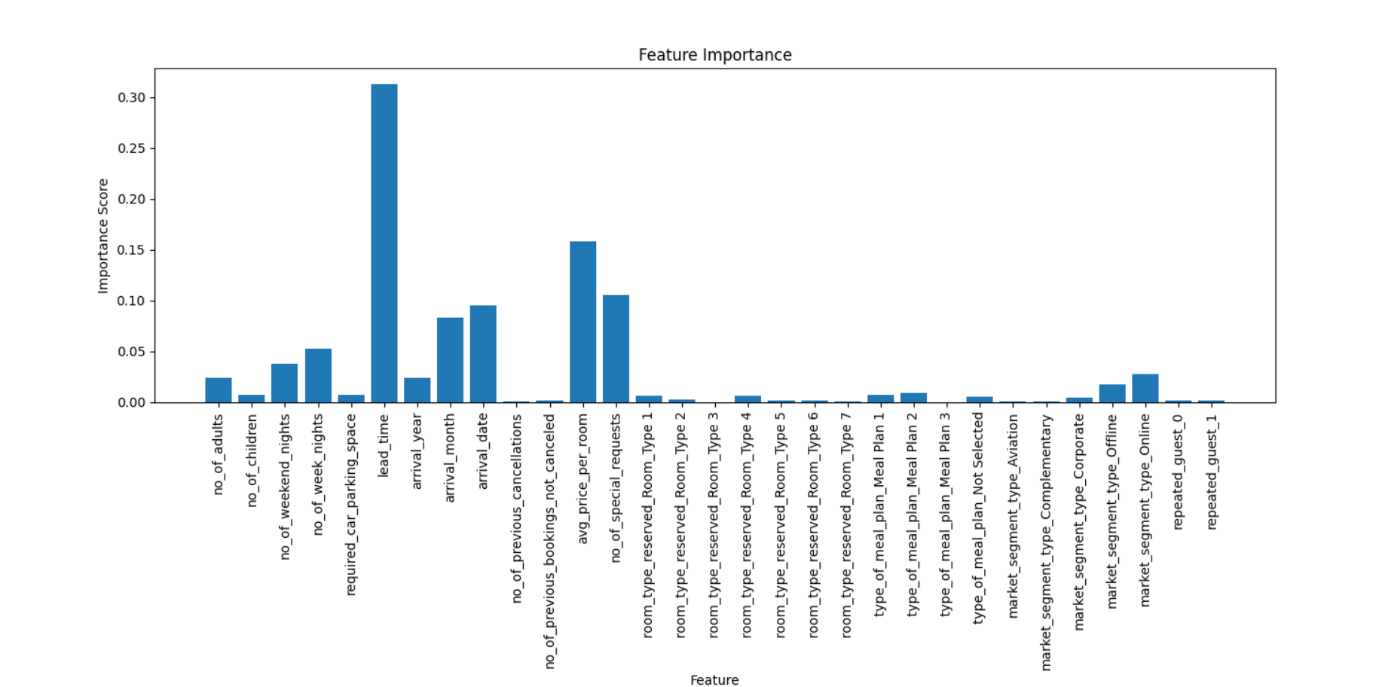 Feature Importance
Importance Score
0.30
0.25
0.20
0.15
0.10
0.05
0.00
no_of_adults
no_of_children
no_of_weekend_nights
no_of_week_nights
required_car_parking_space
lead_time
arrival_year
arrival_month
arrival_date
no_of_previous_cancellations
no_of_previous_bookings_not_canceled
avg_price_per_room
no_of_special_requests
room_type_reserved_Room_Type 1
room_type_reserved_Room_Type 2
room_type_reserved_Room_Type 3
room_type_reserved_Room_Type 4
room_type_reserved_Room_Type 5
room_type_reserved_Room_Type 6
room_type_reserved_Room_Type 7
type_of_meal_plan_Meal Plan 1
type_of_meal_plan_Meal Plan 2
type_of_meal_plan_Meal Plan 3
type_of_meal_plan_Not Selected
market_segment_type_Aviation
market_segment_type_Complementary
market_segment_type_Corporate
market_segment_type_Offline
market_segment_type_Online
repeated_guest_0
repeated_guest_1
Feature